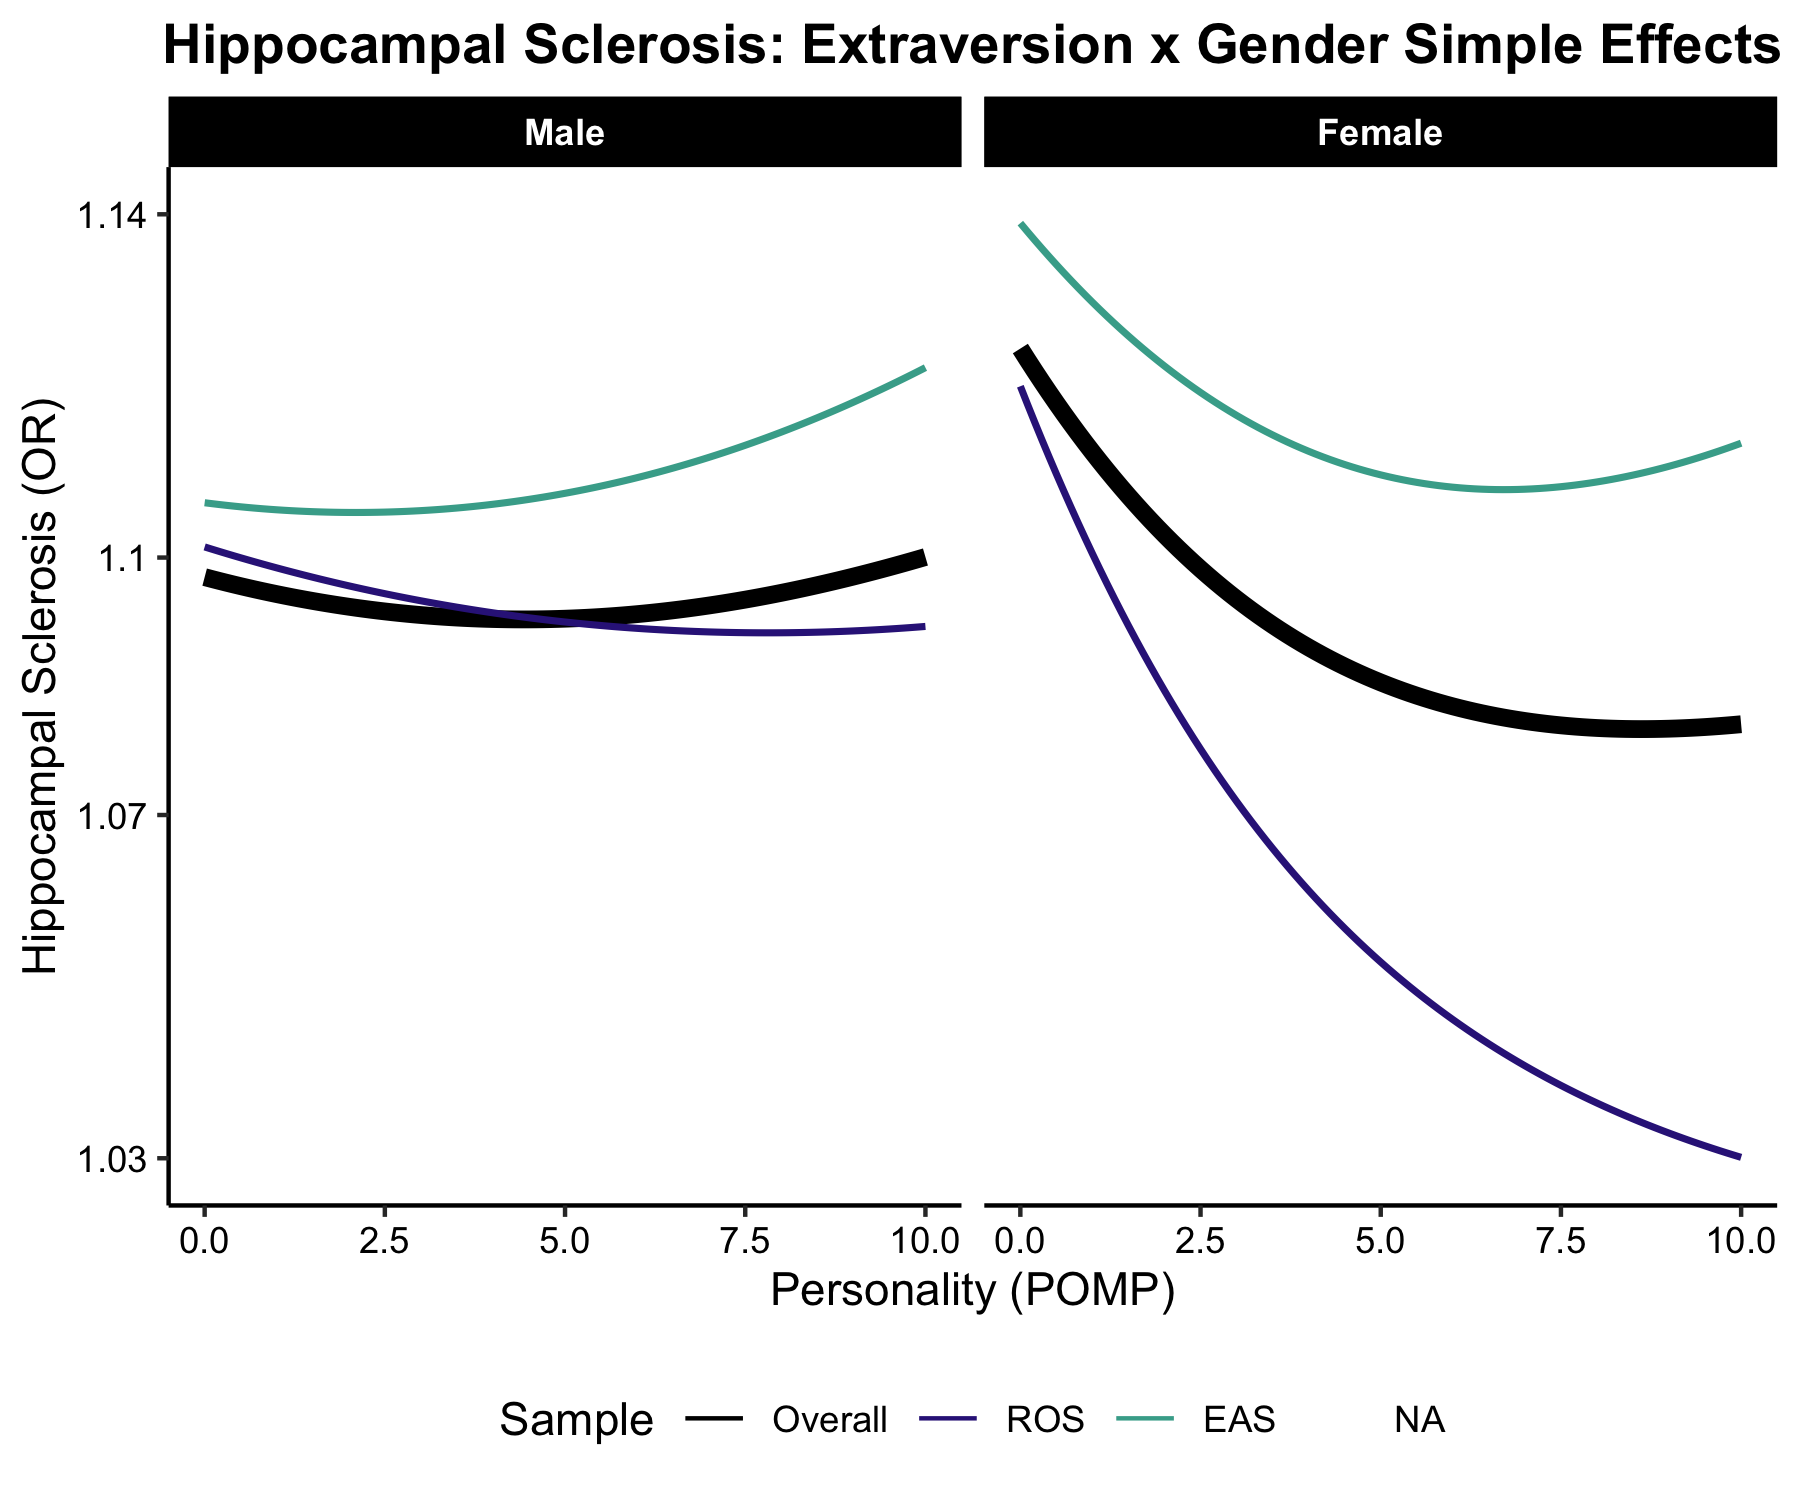 Hippocampal Sclerosis: Extraversion x Gender Simple Effects
Male
Female
Hippocampal Sclerosis (OR)
1.14
1.1
1.07
1.03
0.0 2.5 5.0 7.5 10.0 0.0 2.5 5.0 7.5 10.0
Personality (POMP)
Sample Overall ROS EAS NA